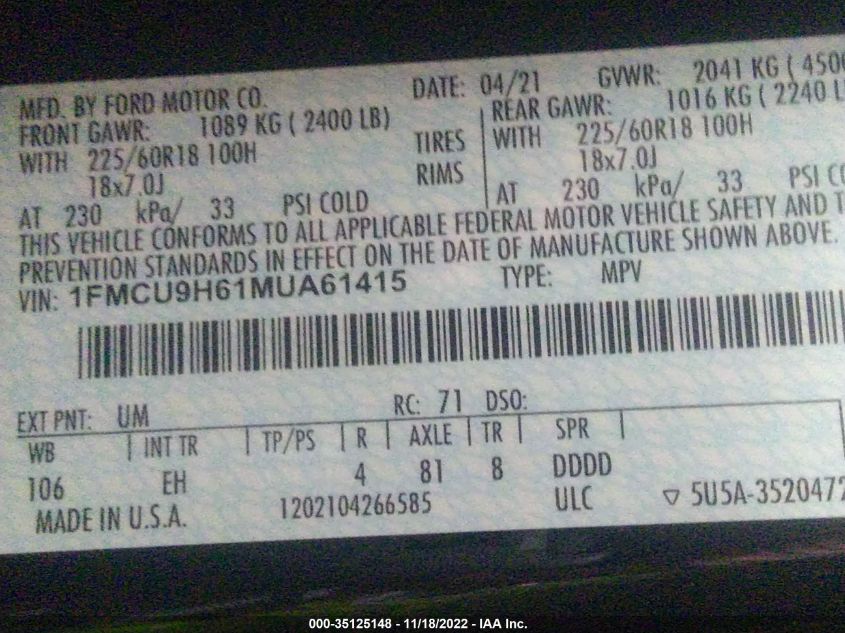 MFD. BY FORD MOTOR CO. DATE: 04/21 GVWR: 2041 KG ( 4500
FRONT GAWR: 1089 KG ( 2400 LB) REAR GAWR: 1016 KG ( 2240 L
WITH 225/60R18 100H TIRES WITH 225/60R18 100H
18x7.0J RIMS 18x7.0J
AT 230 kPa/ 33 PSI COLD AT 230 kPa/ 33 PSI CO
THIS VEHICLE CONFORMS TO ALL APPLICABLE FEDERAL MOTOR VEHICLE SAFETY AND T
PREVENTION STANDARDS IN EFFECT ON THE DATE OF MANUFACTURE SHOWN ABOVE.
VIN: 1FMCU9H61MUA61415 TYPE: MPV
EXT PNT: UM RC: 71 DSO:
WB INT TR TP/PS R AXLE TR SPR
106 EH 4 81 8 DDDD
MADE IN U.S.A. 1202104266585 ULC ▽ 5U5A-3520472
000-35125148 - 11/18/2022 - IAA Inc.